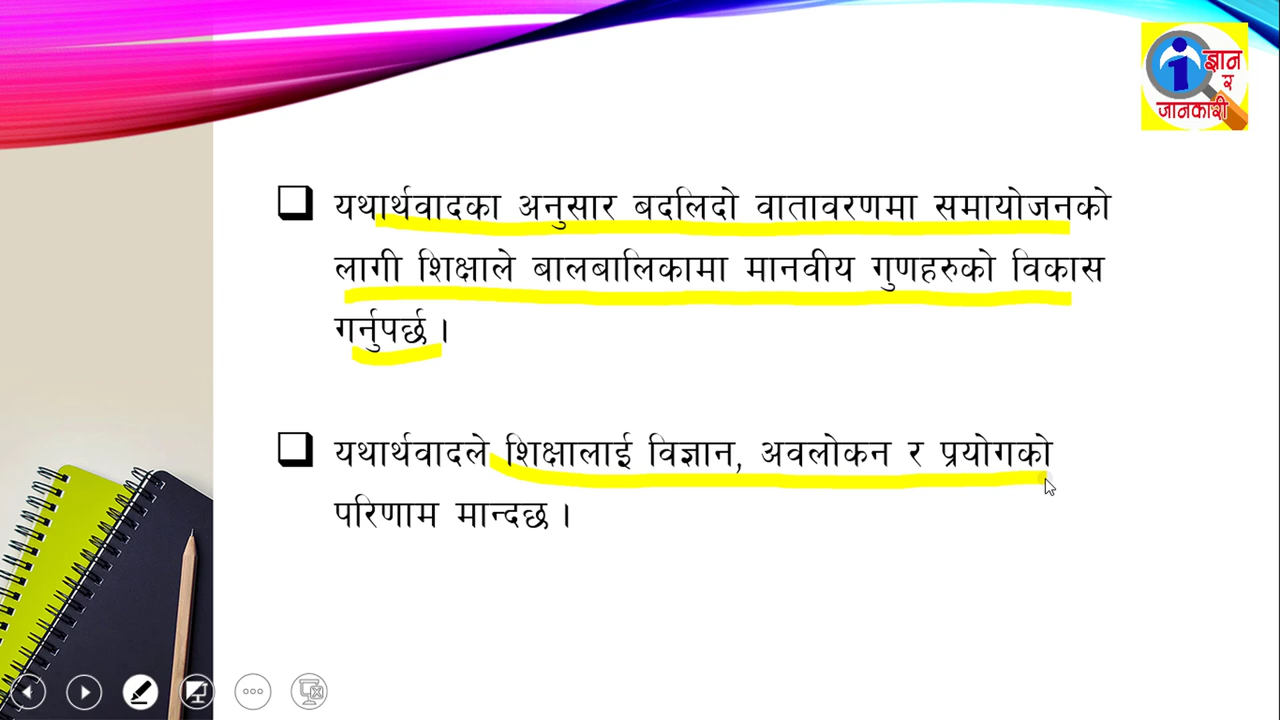 ज्ञान
र
जानकारी
यथार्थवादका अनुसार बदलिदो वातावरणमा समायोजनको
लागी शिक्षाले बालबालिकामा मानवीय गुणहरुको विकास
गर्नुपर्छ ।
यथार्थवादले शिक्षालाई विज्ञान, अवलोकन र प्रयोगको
परिणाम मान्दछ ।